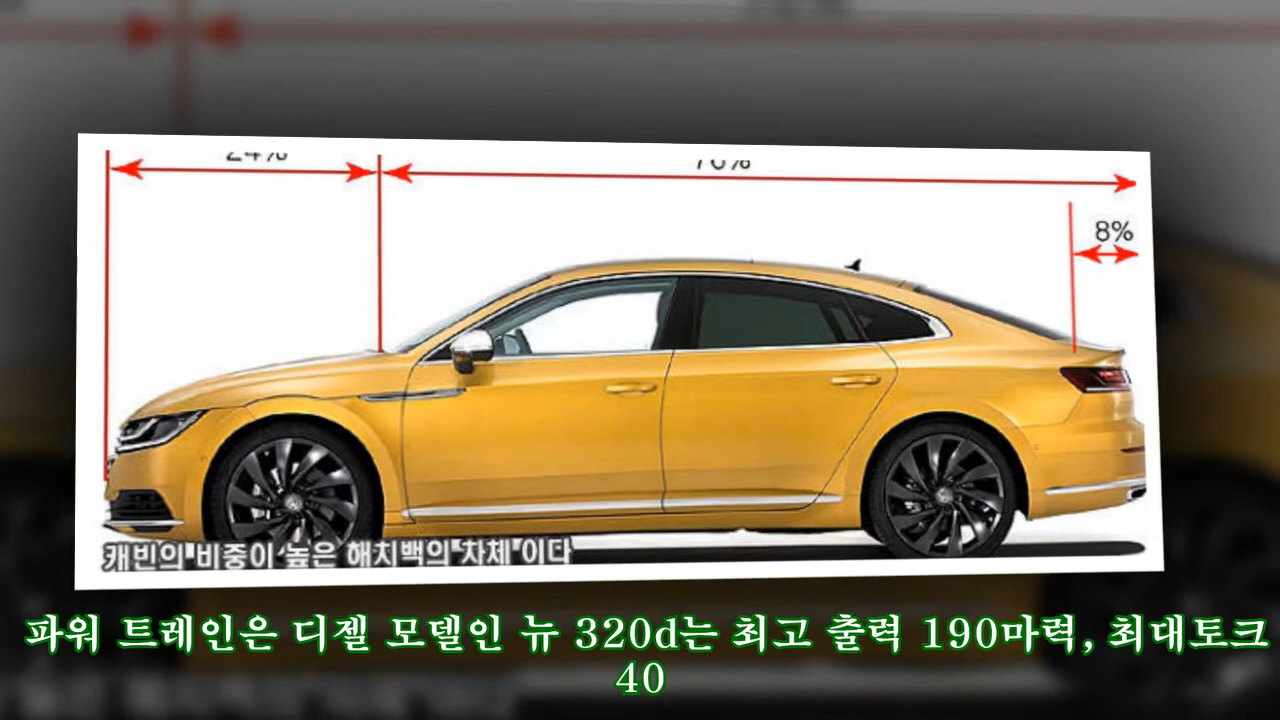 8%
캐빈의 비중이 높은 해치백의 차체 이다
파워 트레인은 디젤 모델인 뉴 320d는 최고 출력 190마력, 최대토크
40